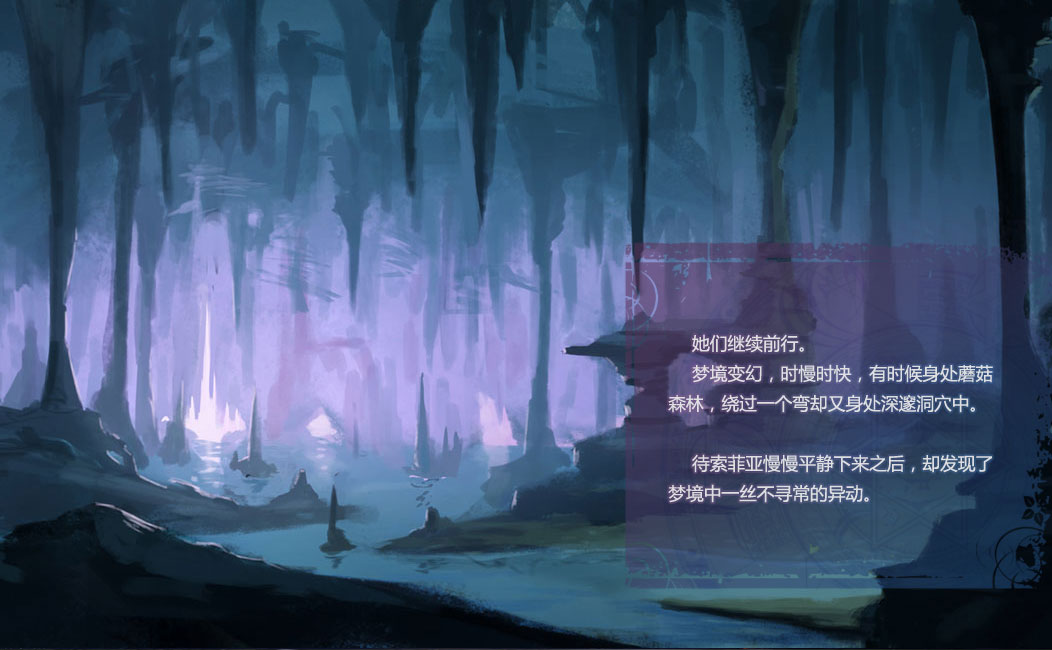 她们继续前行。
梦境变幻，时慢时快，有时候身处蘑菇
森林，绕过一个弯却又身处深邃洞穴中。
待索菲亚慢慢平静下来之后，却发现了
梦境中一丝不寻常的异动。